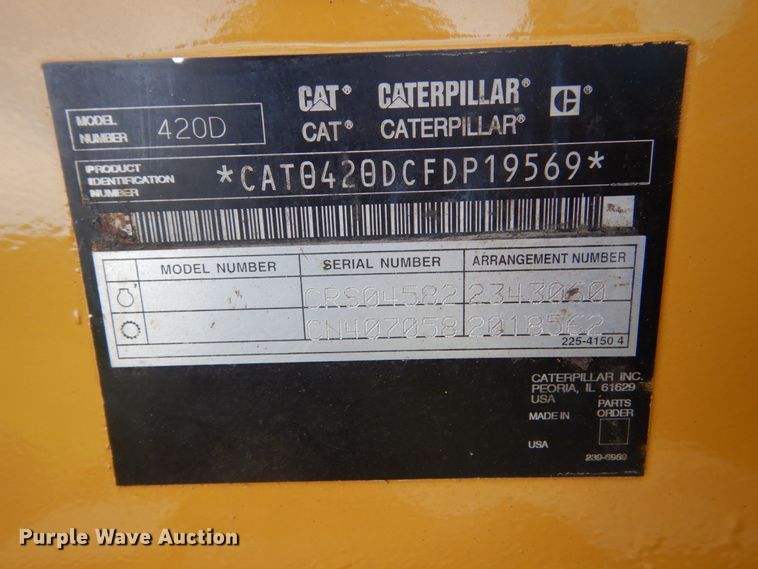 CAT® CATERPILLAR®
CAT® CATERPILLAR®
MODEL NUMBER 420D
PRODUCT IDENTIFICATION NUMBER *CAT0420DCFDP19569*
MODEL NUMBER SERIAL NUMBER ARRANGEMENT NUMBER
CRS04582 2343060
CN407058 2018562
225-4150 4
CATERPILLAR INC.
PEORIA, IL 61629
USA
PARTS ORDER
MADE IN
USA
239-6969
Purple Wave Auction